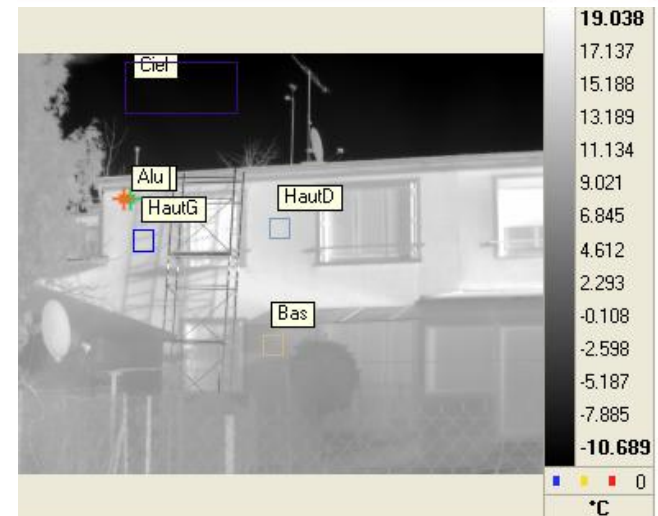 Ciel
Alu
HautG
HautD
Bas
19.038
17.137
15.188
13.189
11.134
9.021
6.845
4.612
2.293
-0.108
-2.598
-5.187
-7.885
-10.689
0
°C